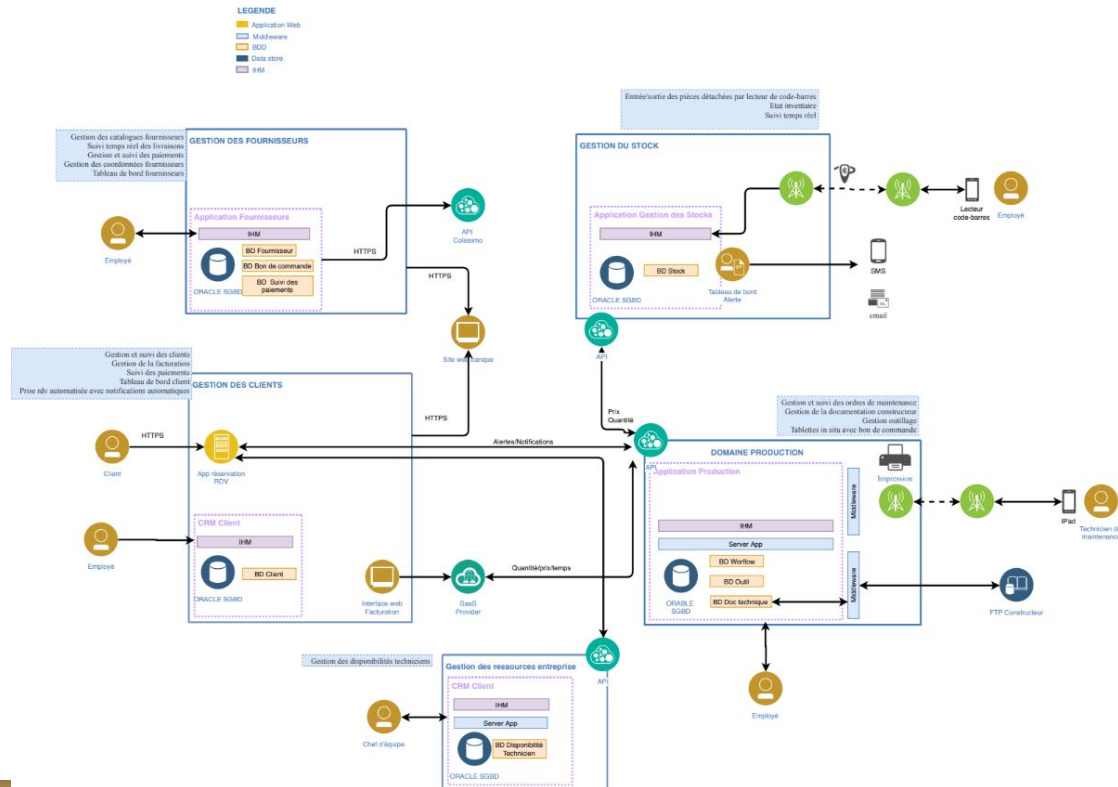 LEGENDE
Application Web
Middleware
BDD
Data store
IHM
Gestion des catalogues fournisseurs
Suivi temps réel des livraisons
Gestion et suivi des paiements
Gestion des coordonnées fournisseurs
Tableau de bord fournisseurs
GESTION DES FOURNISSEURS
Application Fournisseurs
IHM
BD Fournisseur
BD Bon de commande
BD Suivi des
paiements
ORACLE SGBD
Employé
HTTPS
API
Colissimo
HTTPS
Site web banque
HTTPS
Entrée/sortie des pièces détachées par lecteur de code-barres
Etat inventaire
Suivi temps réel
GESTION DU STOCK
Application Gestion des Stocks
IHM
BD Stock
ORACLE SGBD
Tableau de bord
Alerte
Lecteur
code-barres
Employé
SMS
email
API
Prix
Quantité
Gestion et suivi des clients
Gestion de la facturation
Suivi des paiements
Tableau de bord client
Prise rdv automatisée avec notifications automatiques
GESTION DES CLIENTS
HTTPS
Client
App réservation
RDV
Alertes/Notifications
CRM Client
IHM
BD Client
ORACLE SGBD
Employé
Interface web
Facturation
SaaS
Provider
Quantité/prix/temps
Gestion et suivi des ordres de maintenance
Gestion de la documentation constructeur
Gestion outillage
Tablettes in situ avec bon de commande
API
DOMAINE PRODUCTION
Application Production
Impression
Middleware
IHM
Server App
BD Worflow
BD Outil
BD Doc technique
ORABLE
SGBD
Middleware
IPad
Technicien de
maintenance
FTP Constructeur
Employé
Gestion des disponibilités techniciens
Gestion des ressources entreprise
API
CRM Client
IHM
Server App
BD Disponibilité
Technicien
ORACLE SGBD
Chef d'équipe